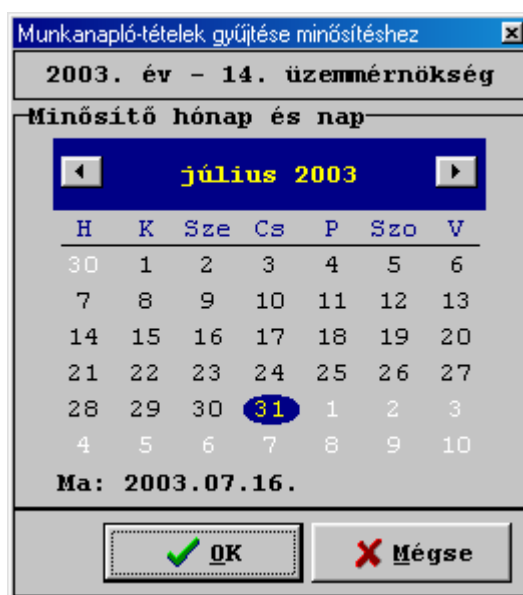 Munkanapló-tételek gyűjtése minősítéshez
2003. év - 14. üzemmérnökség
Minősítő hónap és nap
július 2003
H K Sze Cs P Szo V
30 1 2 3 4 5 6
7 8 9 10 11 12 13
14 15 16 17 18 19 20
21 22 23 24 25 26 27
28 29 30 31 1 2 3
4 5 6 7 8 9 10
Ma: 2003.07.16.
OK Mégse